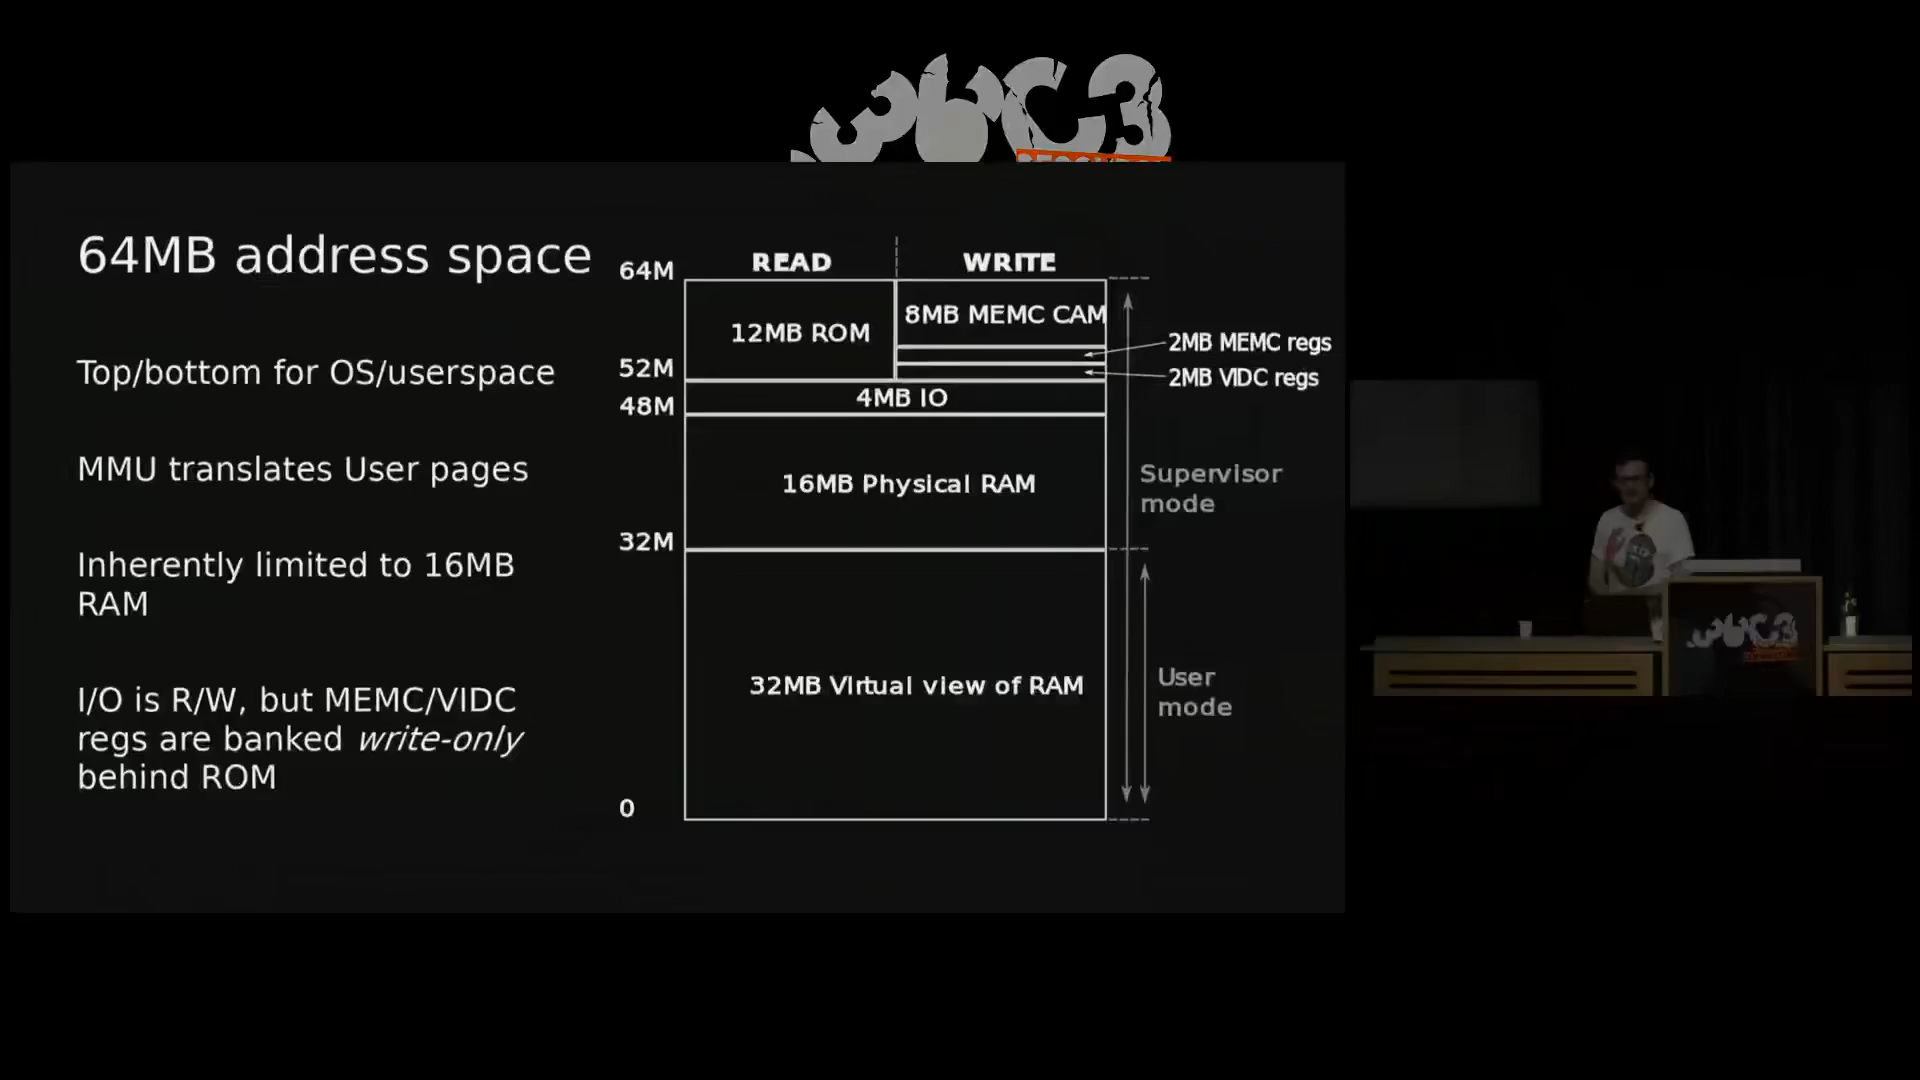 36C3
64MB address space
Top/bottom for OS/userspace
MMU translates User pages
Inherently limited to 16MB
RAM
I/O is R/W, but MEMC/VIDC
regs are banked write-only
behind ROM
READ
WRITE
64M
12MB ROM
8MB MEMC CAM
2MB MEMC regs
2MB VIDC regs
52M
4MB IO
48M
16MB Physical RAM
Supervisor
mode
32M
32MB Virtual view of RAM
User
mode
0
36C3